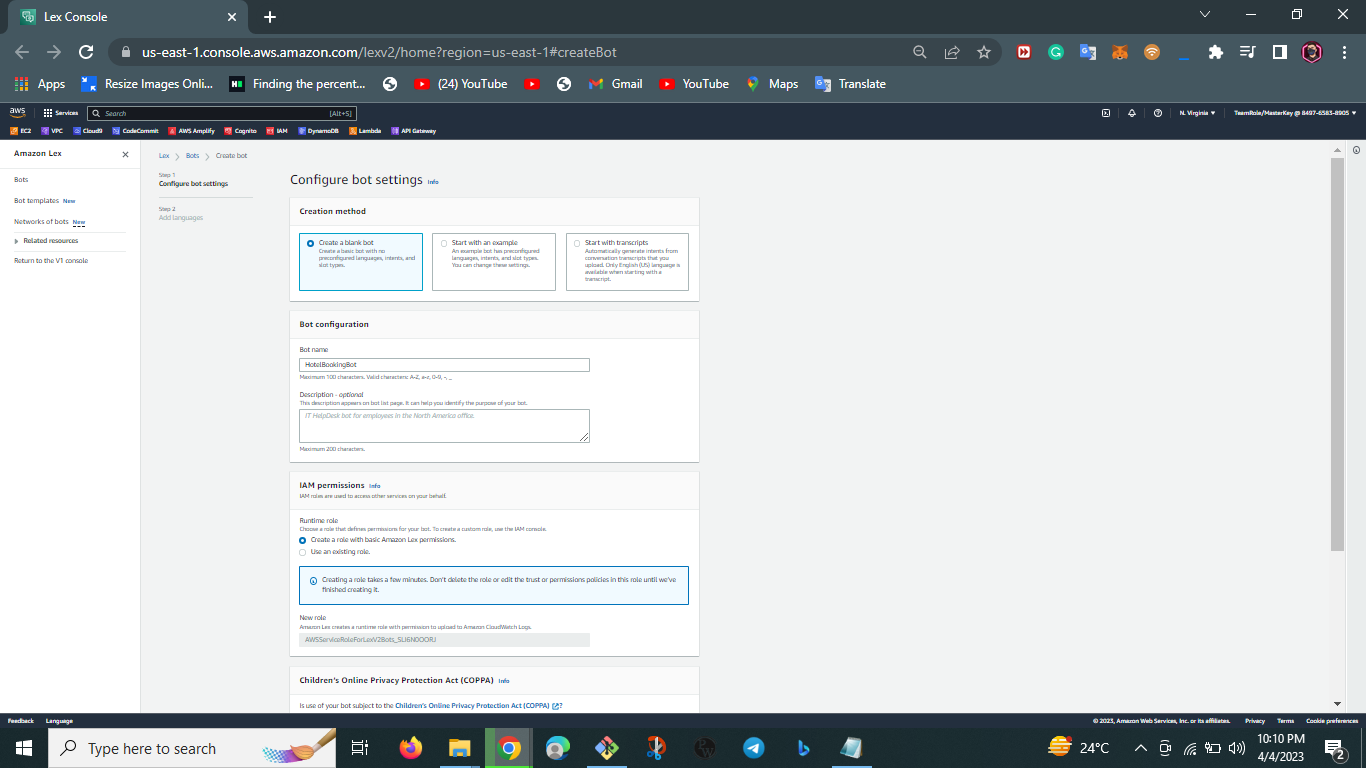 Lex Console
us-east-1.console.aws.amazon.com/lexv2/home?region=us-east-1#createBot
Apps
Resize Images Onli...
Finding the percent...
(24) YouTube
Gmail
YouTube
Maps
Translate
aws
Services
Search
[Alt+S]
N. Virginia
TeamRole/MasterKey @ 8497-6583-8905
EC2
VPC
Cloud9
CodeCommit
AWS Amplify
Cognito
IAM
DynamoDB
Lambda
API Gateway
Amazon Lex
Bots
Bot templates New
Networks of bots New
Related resources
Return to the V1 console
Lex
Bots
Create bot
Step 1
Configure bot settings
Step 2
Add languages
Configure bot settings Info
Creation method
Create a blank bot
Create a basic bot with no
preconfigured languages, intents, and
slot types.
Start with an example
An example bot has preconfigured
languages, intents, and slot types.
You can change these settings.
Start with transcripts
Automatically generate intents from
conversation transcripts that you
upload. Only English (US) language is
available when starting with a
transcript.
Bot configuration
Bot name
HotelBookingBot
Maximum 100 characters. Valid characters: A-Z, a-z, 0-9, -, _
Description - optional
This description appears on bot list page. It can help you identify the purpose of your bot.
IT HelpDesk bot for employees in the North America office.
Maximum 200 characters.
IAM permissions Info
IAM roles are used to access other services on your behalf.
Runtime role
Choose a role that defines permissions for your bot. To create a custom role, use the IAM console.
Create a role with basic Amazon Lex permissions.
Use an existing role.
Creating a role takes a few minutes. Don't delete the role or edit the trust or permissions policies in this role until we've
finished creating it.
New role
Amazon Lex creates a runtime role with permission to upload to Amazon CloudWatch Logs.
Children's Online Privacy Protection Act (COPPA) Info
Is use of your bot subject to the Children's Online Privacy Protection Act (COPPA)?
Feedback
Language
© 2023, Amazon Web Services, Inc. or its affiliates.
Privacy
Terms
Cookie preferences
Type here to search
24°C
10:10 PM
4/4/2023
2